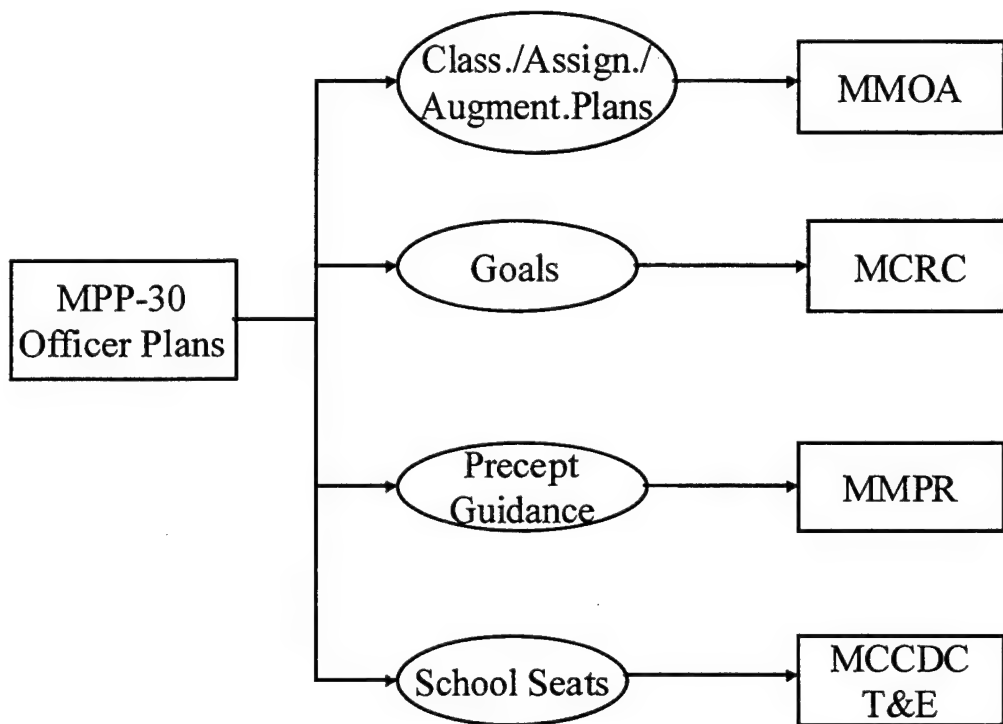 Class./Assign./
Augment.Plans
MMOA
Goals
MCRC
MPP-30
Officer Plans
Precept
Guidance
MMPR
School Seats
MCCDC
T&E